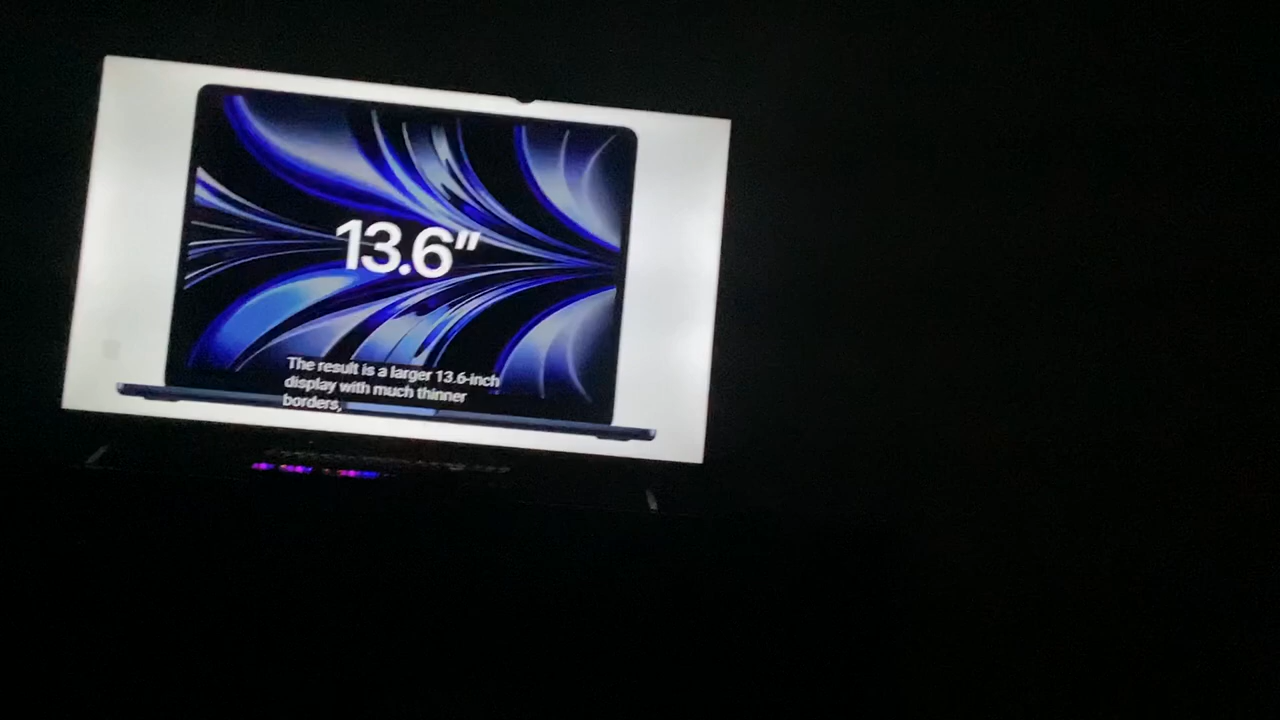 13.6"
The result is a larger 13.6-inch
display with much thinner
borders,